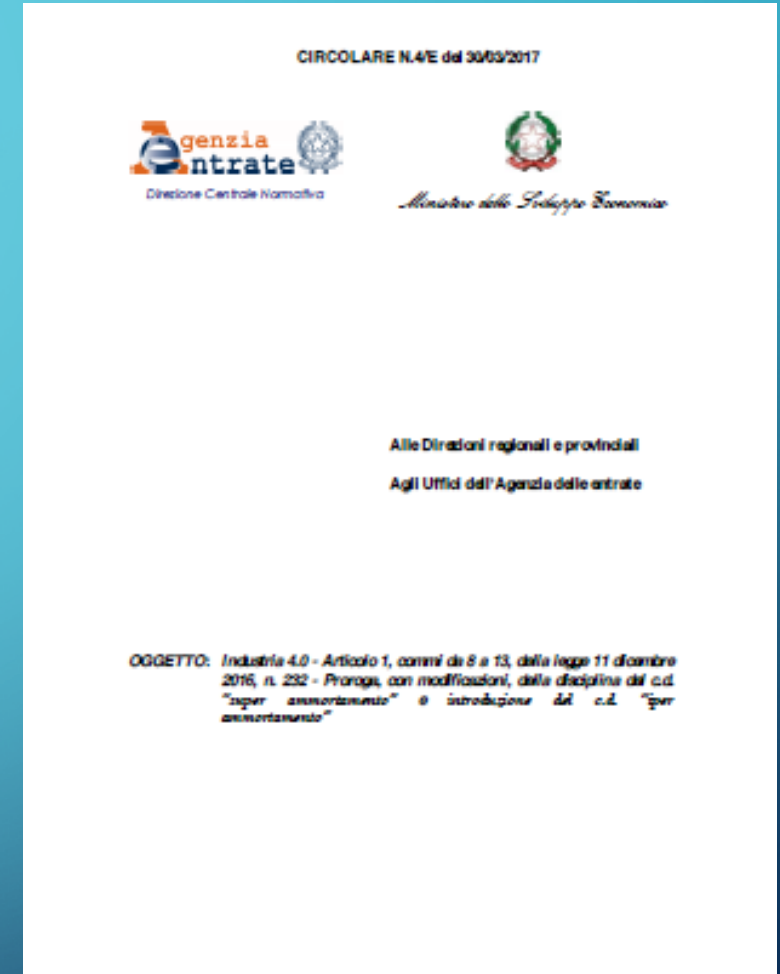 CIRCOLARE N.4/E del 30/03/2017
Agenzia
entrate
Direzione Centrale Normativa
Ministero dello Sviluppo Economico
Alle Direzioni regionali e provinciali
Agli Uffici dell'Agenzia delle entrate
OGGETTO: Industria 4.0 - Articolo 1, commi da 8 a 13, della legge 11 dicembre
2016, n. 232 - Proroga, con modificazioni, della disciplina del c.d.
"super ammortamento" e introduzione del c.d. "iper
ammortamento"